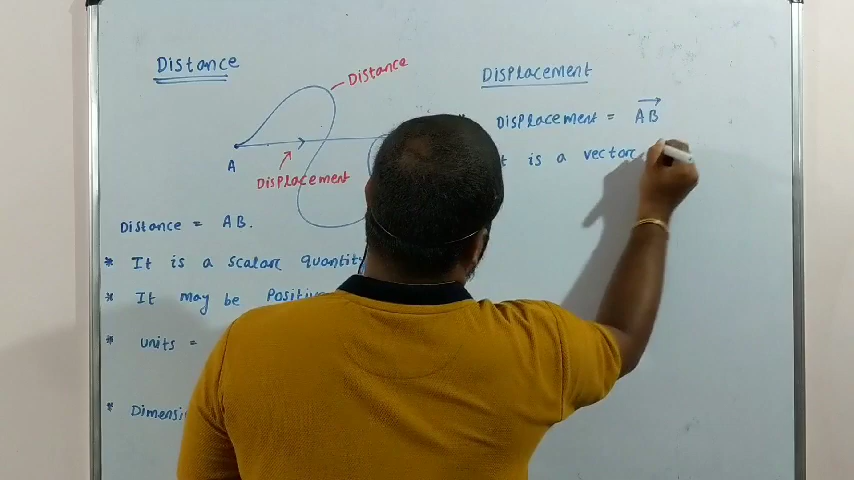 Distance
Distance
A
Displacement
Distance = AB.
* It is a scalar quantity
* It may be Positive
* units =
* Dimensi
Displacement
Displacement = AB
is a vector